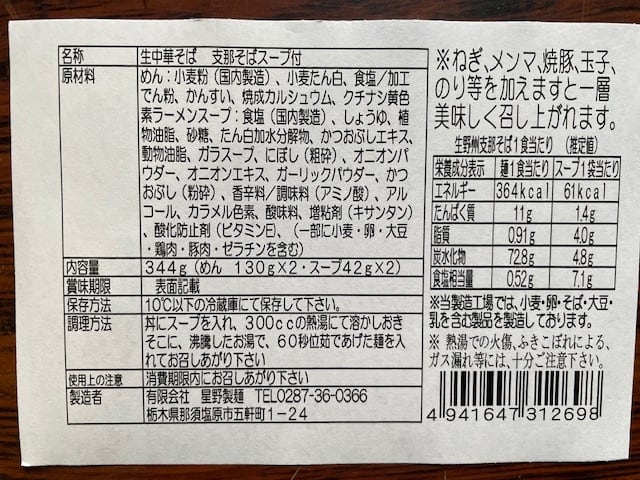 名称 生中華そば 支那そばスープ付
原材料 めん：小麦粉（国内製造）、小麦たん白、食塩／加工
でん粉、かんすい、焼成カルシュウム、クチナシ黄色
素ラーメンスープ：食塩（国内製造）、しょうゆ、植
物油脂、砂糖、たん白加水分解物、かつおぶしエキス、
動物油脂、ガラスープ、にぼし（粗砕）、オニオンパ
ウダー、オニオンエキス、ガーリックパウダー、かつ
おぶし（粉砕）、香辛料／調味料（アミノ酸）、アル
コール、カラメル色素、酸味料、増粘剤（キサンタン）
、酸化防止剤（ビタミンE）、（一部に小麦・卵・大豆
・鶏肉・豚肉・ゼラチンを含む）
内容量 344g（めん 130g×2・スープ42g×2）
賞味期限 表面記載
保存方法 10℃以下の冷蔵庫にて保存して下さい。
調理方法 丼にスープを入れ、300ccの熱湯にて溶かしおき
そこに、沸騰したお湯で、60秒位茹であげた麺を入
れてお召しあがり下さい
使用上の注意 消費期限内にお召しあがり下さい
製造者 有限会社 星野製麺 TEL0287-36-0366
栃木県那須塩原市五軒町1-24
※ねぎ、メンマ、焼豚、玉子、
のり等を加えますと一層
美味しく召し上がれます。
生野州支那そば1食当たり （推定値）
栄養成分表示 麺1食当たり スープ1袋当たり
エネルギー 364kcal 61kcal
たんぱく質 11g 1.4g
脂質 0.91g 4.0g
炭水化物 72.8g 4.8g
食塩相当量 0.52g 7.1g
※当製造工場では、小麦・卵・そば・大豆・
乳を含む製品を製造しております。
※ 熱湯での火傷、ふきこぼれによる、
ガス漏れ等には、十分ご注意下さい。
4 941647 312698